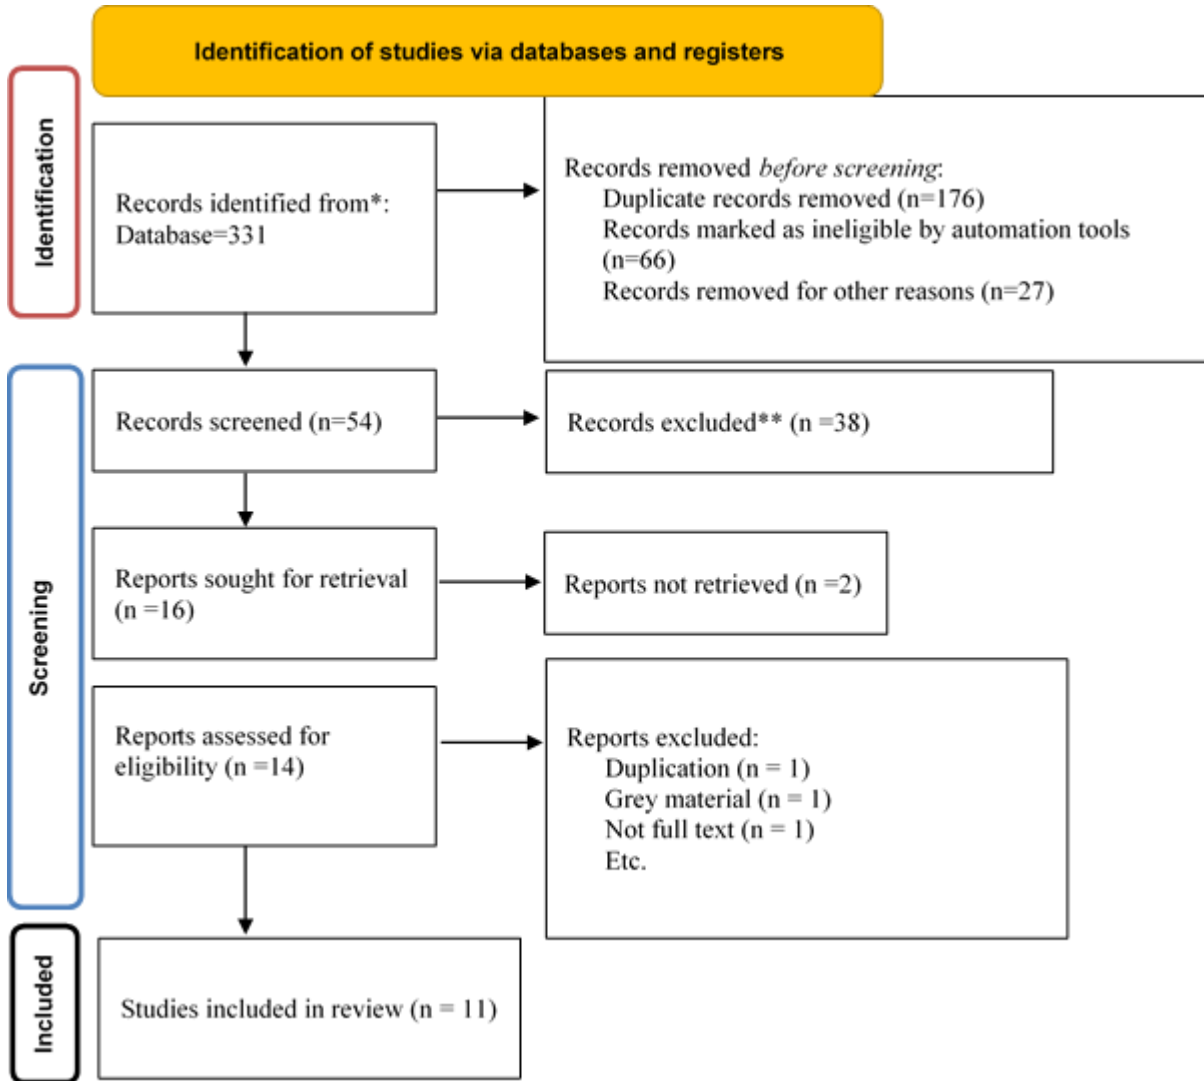 Identification of studies via databases and registers
Identification
Records identified from*:
Database=331
Records removed before screening:
Duplicate records removed (n=176)
Records marked as ineligible by automation tools
(n=66)
Records removed for other reasons (n=27)
Screening
Records screened (n=54)
Records excluded** (n =38)
Reports sought for retrieval
(n =16)
Reports not retrieved (n =2)
Reports assessed for
eligibility (n =14)
Reports excluded:
Duplication (n = 1)
Grey material (n = 1)
Not full text (n = 1)
Etc.
Included
Studies included in review (n = 11)